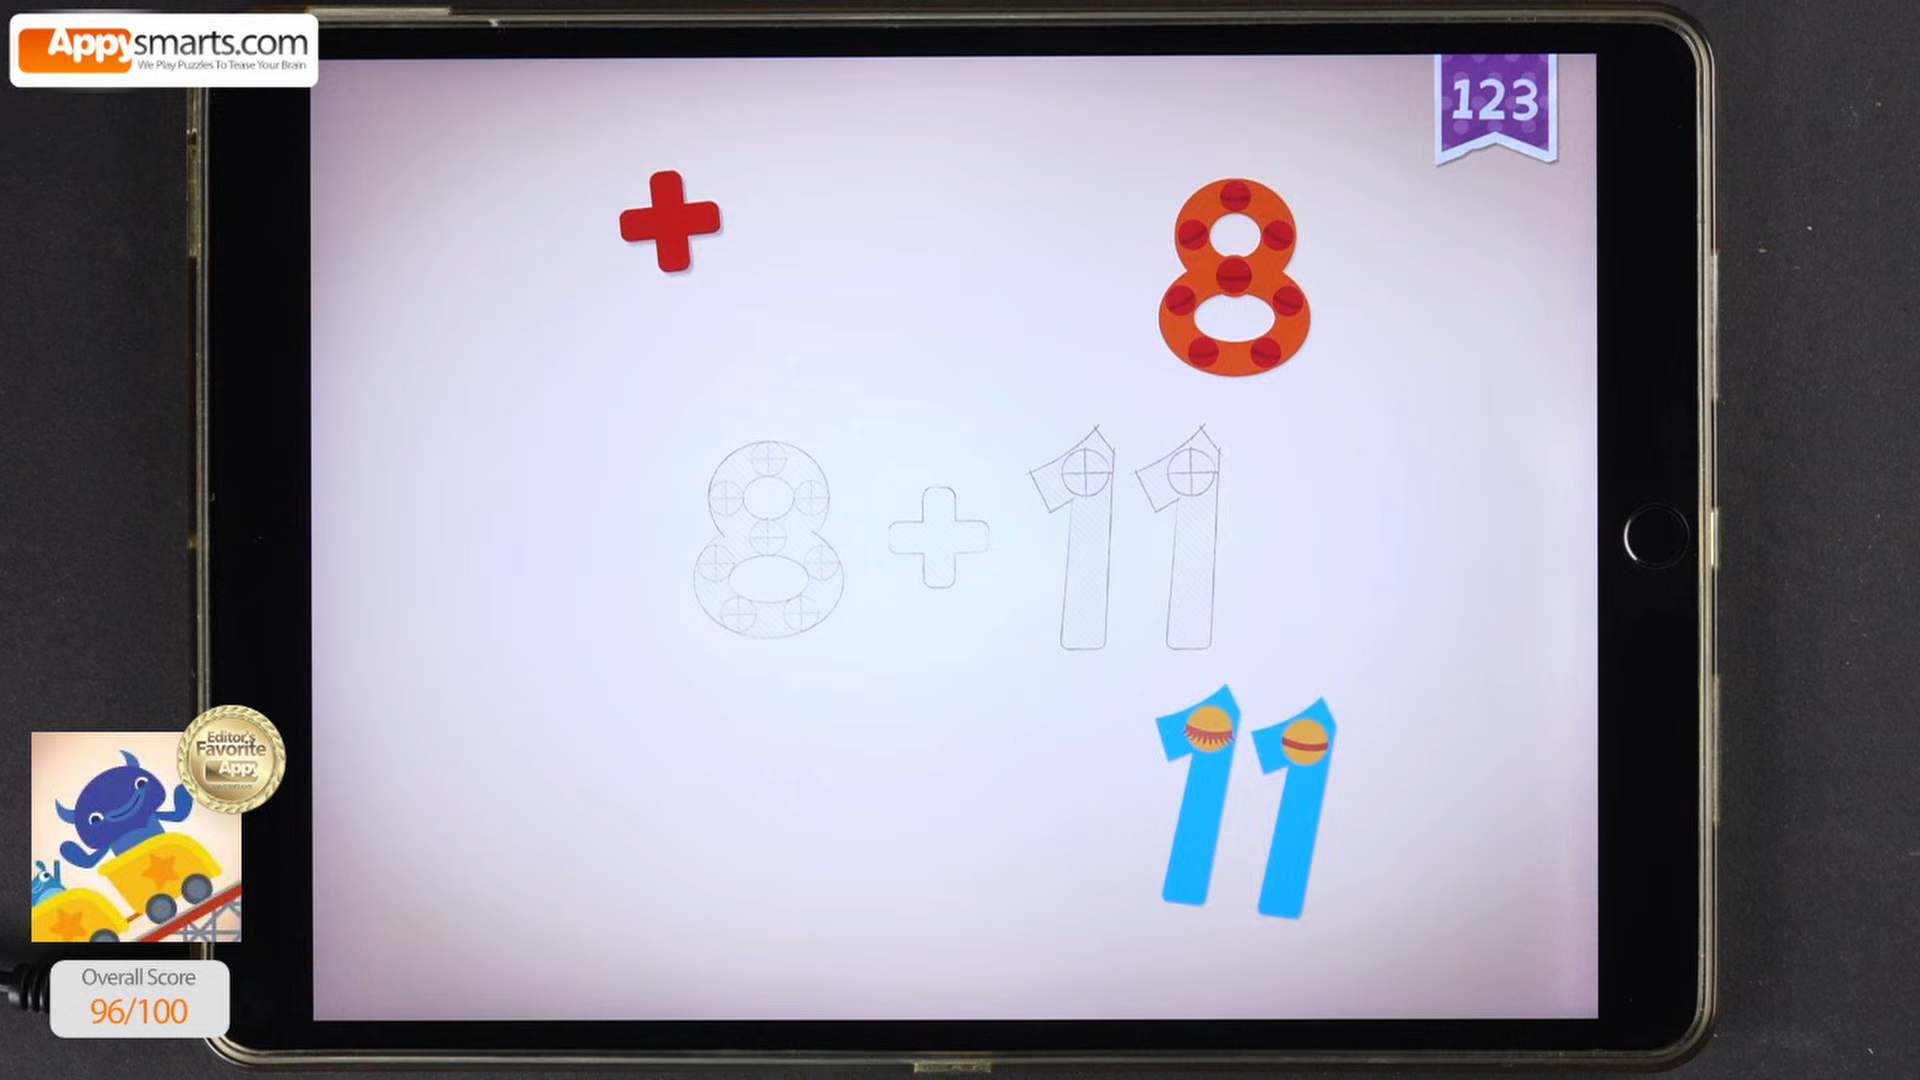 Appysmarts.com
We Play Puzzles To Tease Your Brain
123
+
8
8 + 11
11
Editor's
Favorite
Appy
Overall Score
96/100